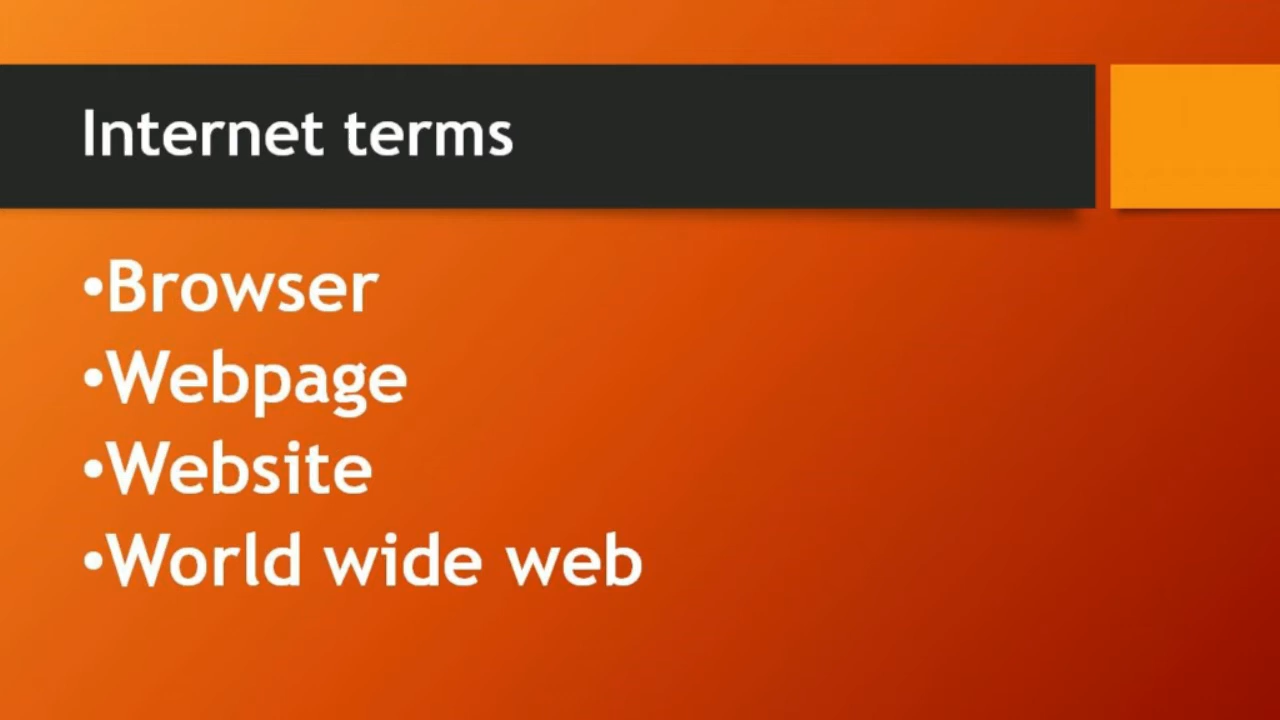 Internet terms
•Browser
•Webpage
•Website
•World wide web